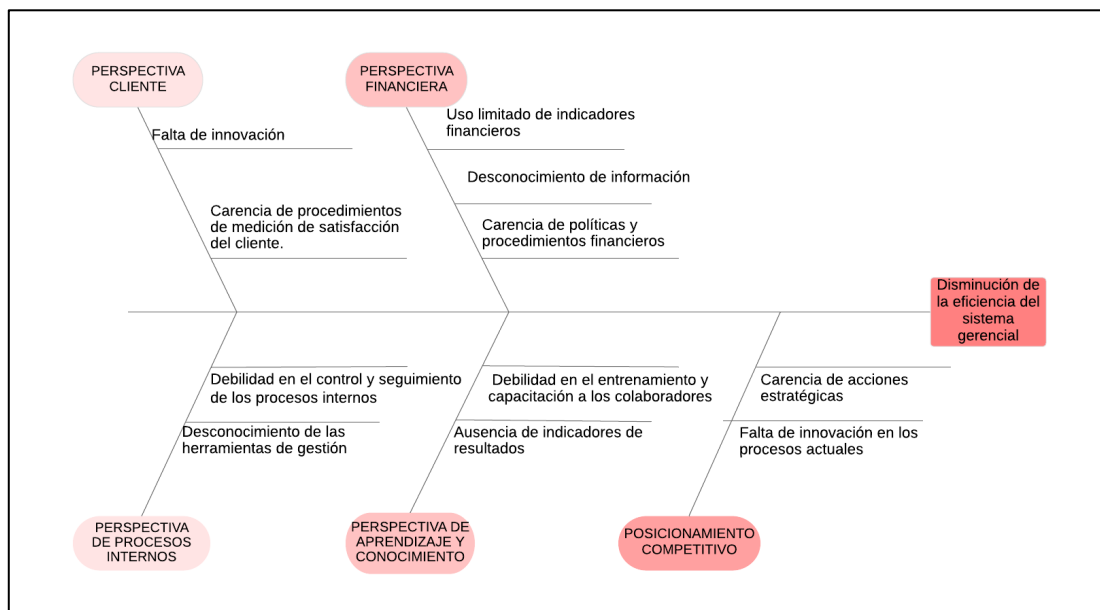 PERSPECTIVA
CLIENTE
PERSPECTIVA
FINANCIERA
Falta de innovación
Uso limitado de indicadores
financieros
Desconocimiento de información
Carencia de procedimientos
de medición de satisfacción
del cliente.
Carencia de políticas y
procedimientos financieros
Disminución de
la eficiencia del
sistema
gerencial
Debilidad en el control y seguimiento
de los procesos internos
Desconocimiento de las
herramientas de gestión
Debilidad en el entrenamiento y
capacitación a los colaboradores
Ausencia de indicadores de
resultados
Carencia de acciones
estratégicas
Falta de innovación en los
procesos actuales
PERSPECTIVA
DE PROCESOS
INTERNOS
PERSPECTIVA DE
APRENDIZAJE Y
CONOCIMIENTO
POSICIONAMIENTO
COMPETITIVO